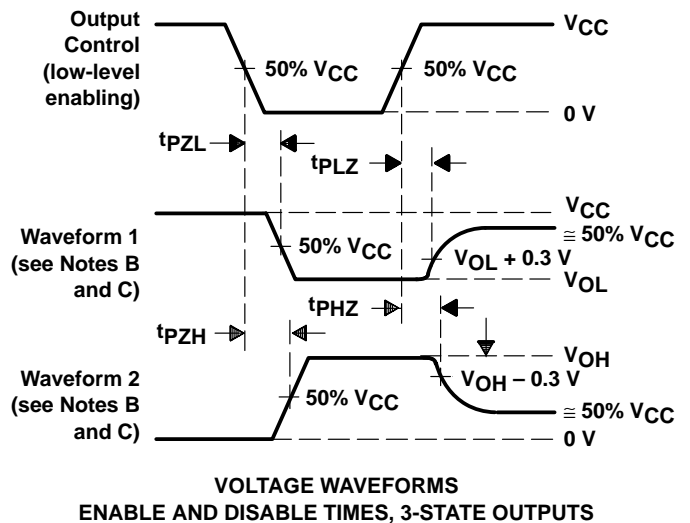 Output
Control
(low-level
enabling)
VCC
50% VCC
50% VCC
0 V
tPZL
tPLZ
Waveform 1
(see Notes B
and C)
VCC
≅ 50% VCC
50% VCC
VOL + 0.3 V
VOL
tPHZ
tPZH
Waveform 2
(see Notes B
and C)
VOH
VOH − 0.3 V
50% VCC
≅ 50% VCC
0 V
VOLTAGE WAVEFORMS
ENABLE AND DISABLE TIMES, 3-STATE OUTPUTS